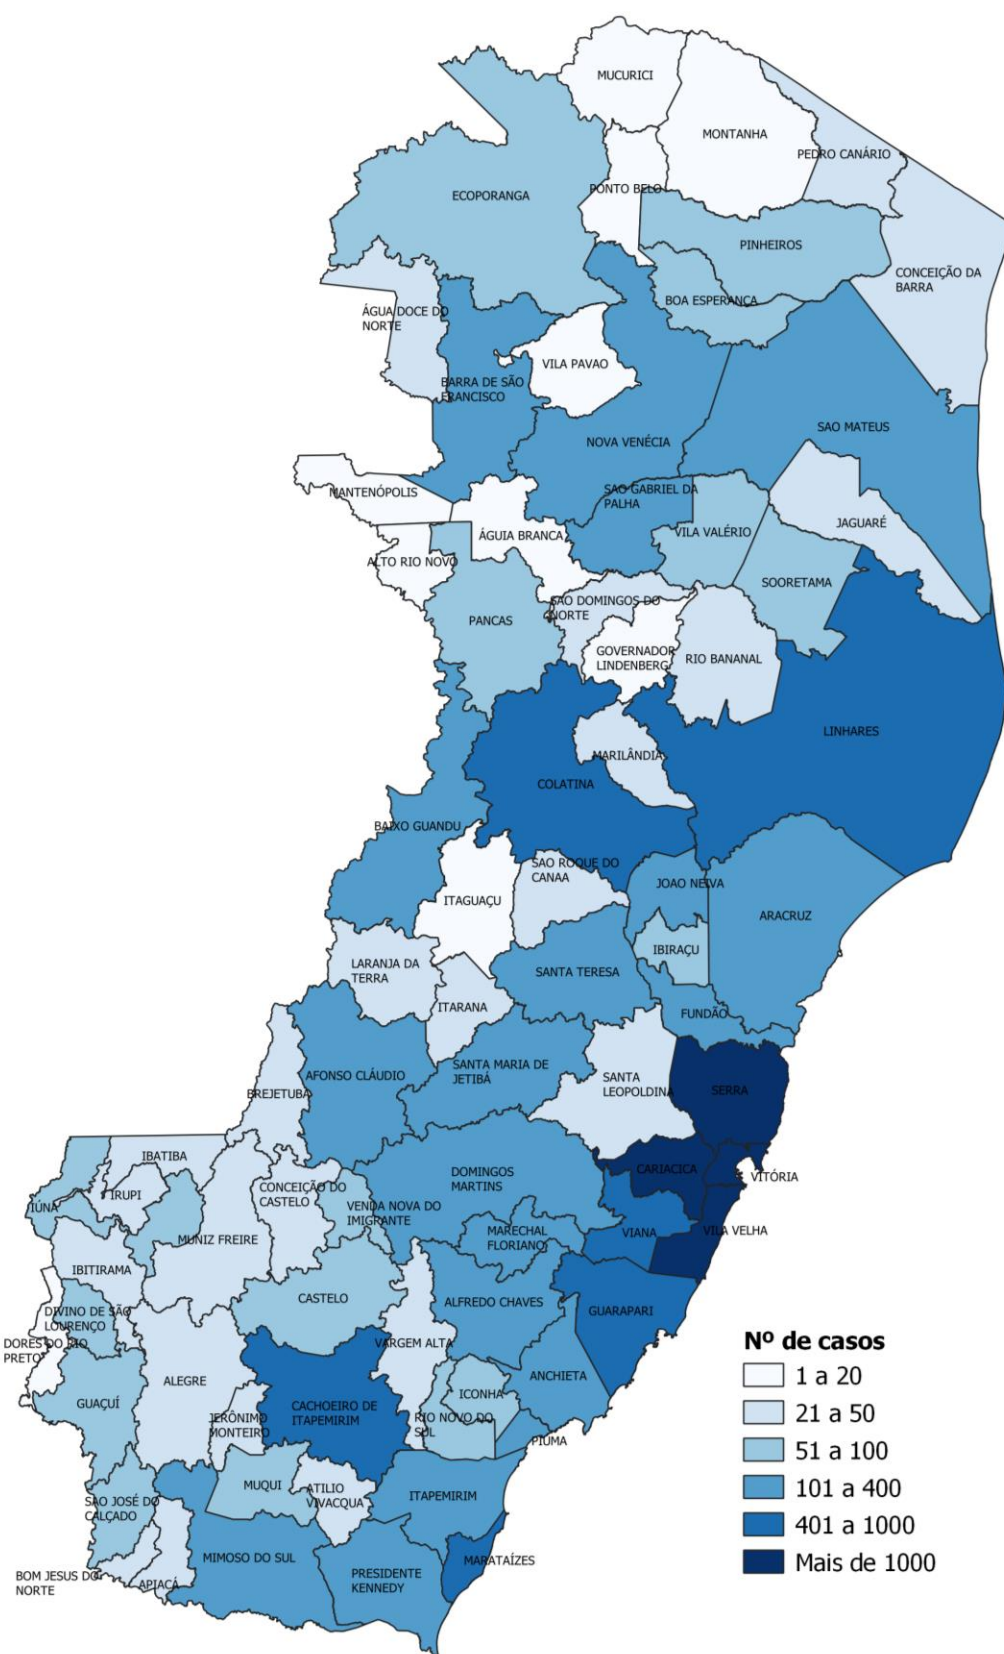 MUCURICI
MONTANHA
PEDRO CANÁRIO
ECOPORANGA
PONTO BELO
PINHEIROS
CONCEIÇÃO DA
BARRA
BOA ESPERANÇA
ÁGUA DOCE DO
NORTE
VILA PAVAO
BARRA DE SÃO
FRANCISCO
SAO MATEUS
NOVA VENÉCIA
MANTENÓPOLIS
SAO GABRIEL DA
PALHA
JAGUARÉ
VILA VALÉRIO
ÁGUIA BRANCA
ALTO RIO NOVO
SOORETAMA
SAO DOMINGOS DO
NORTE
PANCAS
GOVERNADOR
LINDENBERG
RIO BANANAL
LINHARES
MARILÂNDIA
COLATINA
BAIXO GUANDU
SAO ROQUE DO
CANAA
JOAO NEIVA
ITAGUAÇU
ARACRUZ
IBIRAÇU
LARANJA DA
TERRA
SANTA TERESA
ITARANA
FUNDÃO
AFONSO CLÁUDIO
SANTA MARIA DE
JETIBÁ
SANTA
LEOPOLDINA
SERRA
BREJETUBA
IBATIBA
CARIACICA
VITÓRIA
DOMINGOS
MARTINS
IRUPI
CONCEIÇÃO DO
CASTELO
IÚNA
VENDA NOVA DO
IMIGRANTE
MUNIZ FREIRE
MARECHAL
FLORIANO
VIANA
VILA VELHA
IBITIRAMA
CASTELO
ALFREDO CHAVES
GUARAPARI
DIVINO DE SÃO
LOURENÇO
DORES DO RIO
PRETO
VARGEM ALTA
ALEGRE
ANCHIETA
GUAÇUÍ
ICONHA
CACHOEIRO DE
ITAPEMIRIM
JERÔNIMO
MONTEIRO
RIO NOVO DO
SUL
PIUMA
MUQUI
ATILIO
VIVACQUA
ITAPEMIRIM
SAO JOSÉ DO
CALÇADO
MIMOSO DO SUL
MARATAÍZES
BOM JESUS DO
NORTE
APIACÁ
PRESIDENTE
KENNEDY
Nº de casos
1 a 20
21 a 50
51 a 100
101 a 400
401 a 1000
Mais de 1000